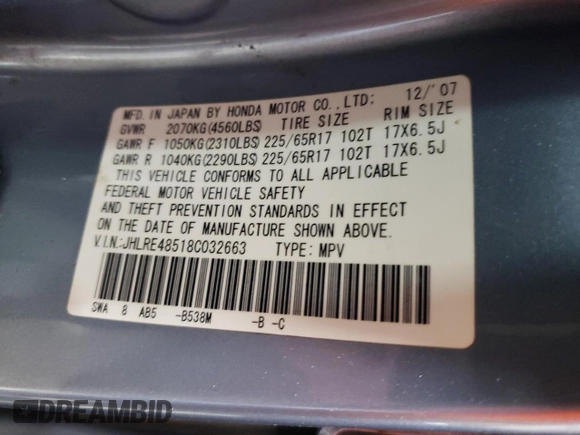 MFD. IN JAPAN BY HONDA MOTOR CO., LTD: 12/'07
GVWR 2070KG(4560LBS) TIRE SIZE RIM SIZE
GAWR F 1050KG(2310LBS) 225/65R17 102T 17X6.5J
GAWR R 1040KG(2290LBS) 225/65R17 102T 17X6.5J
THIS VEHICLE CONFORMS TO ALL APPLICABLE
FEDERAL MOTOR VEHICLE SAFETY
AND THEFT PREVENTION STANDARDS IN EFFECT
ON THE DATE OF MANUFACTURE SHOWN ABOVE.
V.I.N.:JHLRE48518C032663 TYPE: MPV
SWA 8 AB5 -B538M -B -C
DREAMBID